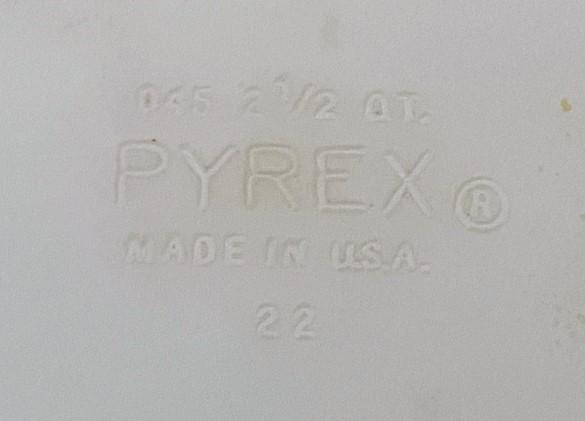 045 2 1/2 QT.
PYREX®
MADE IN U.S.A.
22